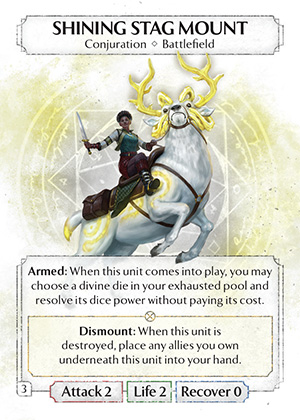 SHINING STAG MOUNT
Conjuration ⋄ Battlefield
Armed: When this unit comes into play, you may
choose a divine die in your exhausted pool and
resolve its dice power without paying its cost.
Dismount: When this unit is
destroyed, place any allies you own
underneath this unit into your hand.
3
Attack 2
Life 2
Recover 0